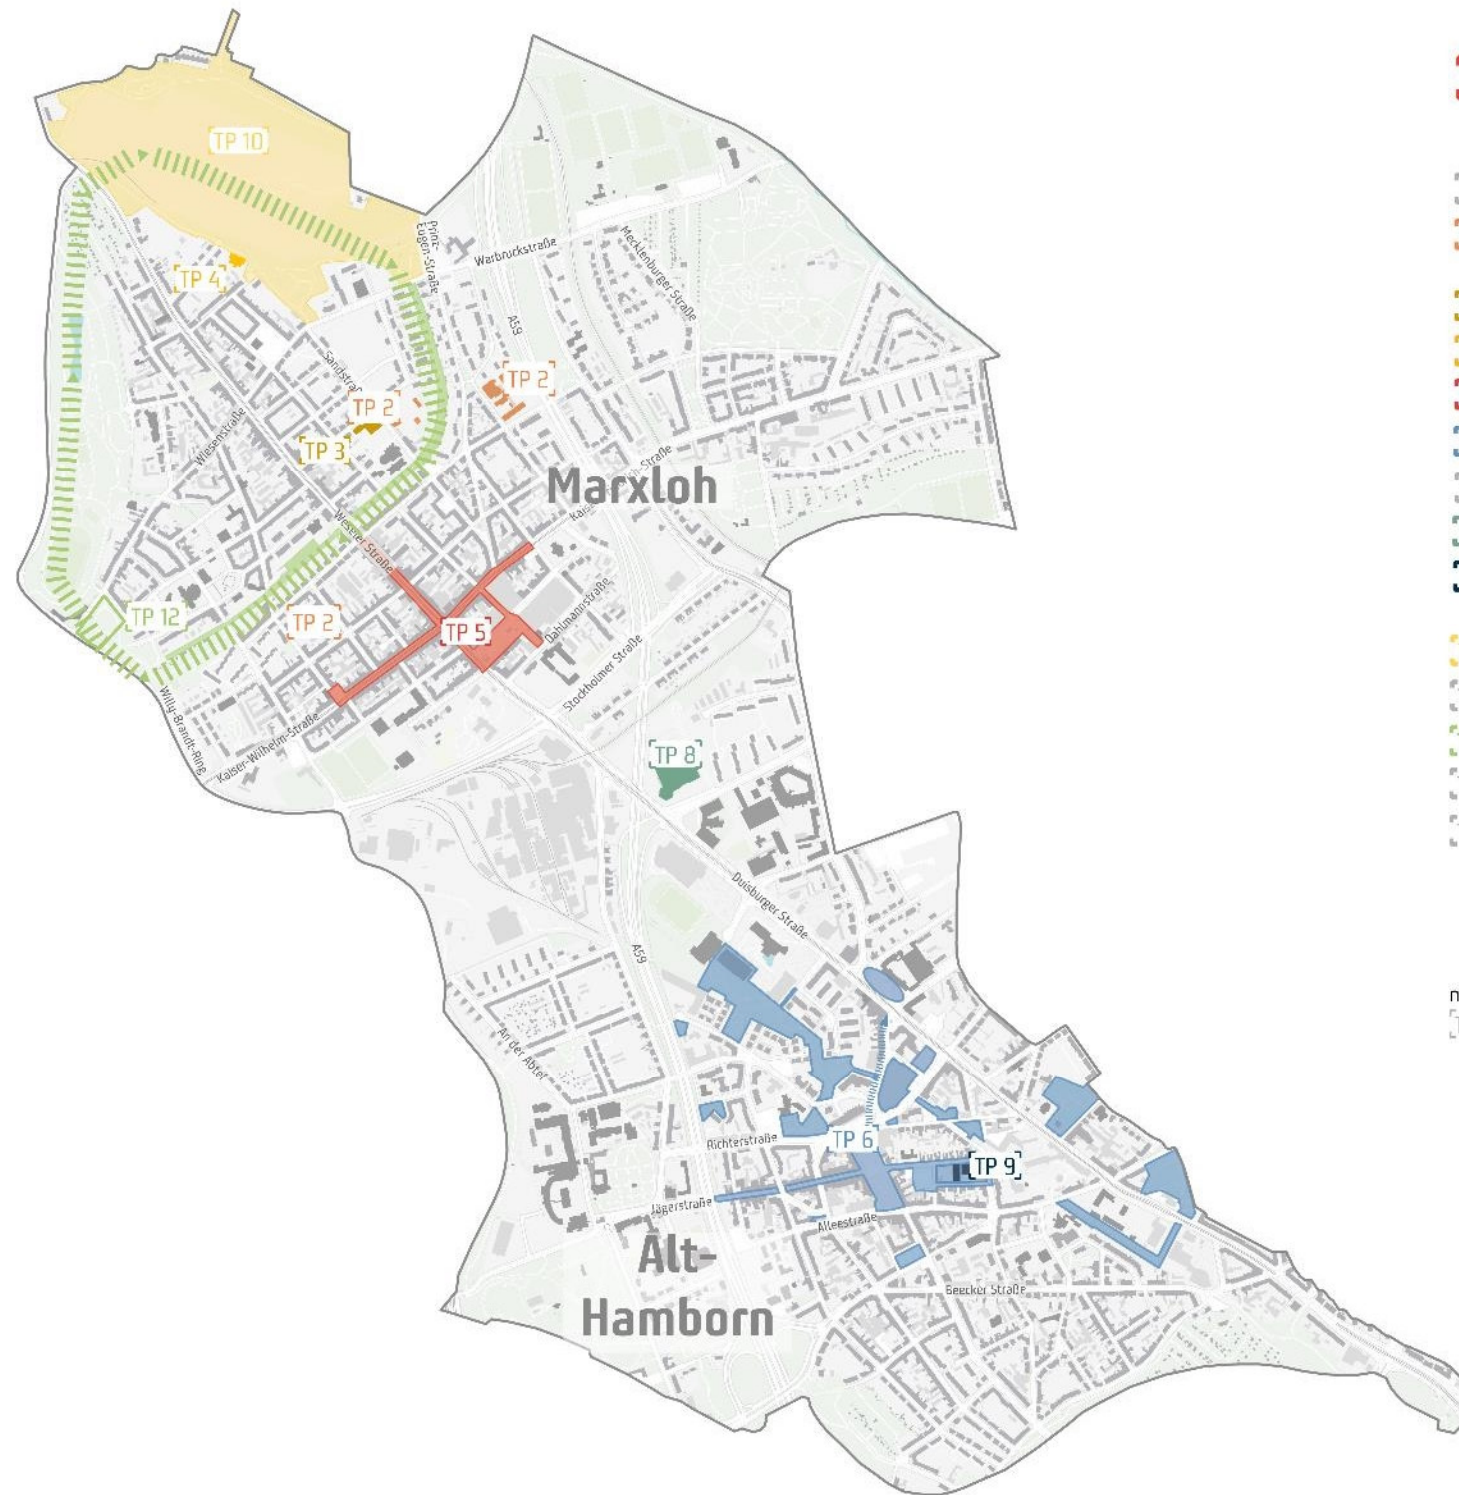 TP 10
Prinz-
Eugen-Straße
Warbruckstraße
Mecklenburger Straße
TP 4
A59
Sandstraße
TP 2
TP 2
TP 3
Wiesenstraße
Marxloh
Weseler Straße
TP 12
TP 2
TP 5
Dahlmannstraße
Stockholmer Straße
Willy-Brandt-Ring
Kaiser-Wilhelm-Straße
TP 8
Duisburger Straße
A59
An der Abtei
Richterstraße
TP 6
TP 9
Jägerstraße
Alleestraße
Alt-
Hamborn
Beecker Straße